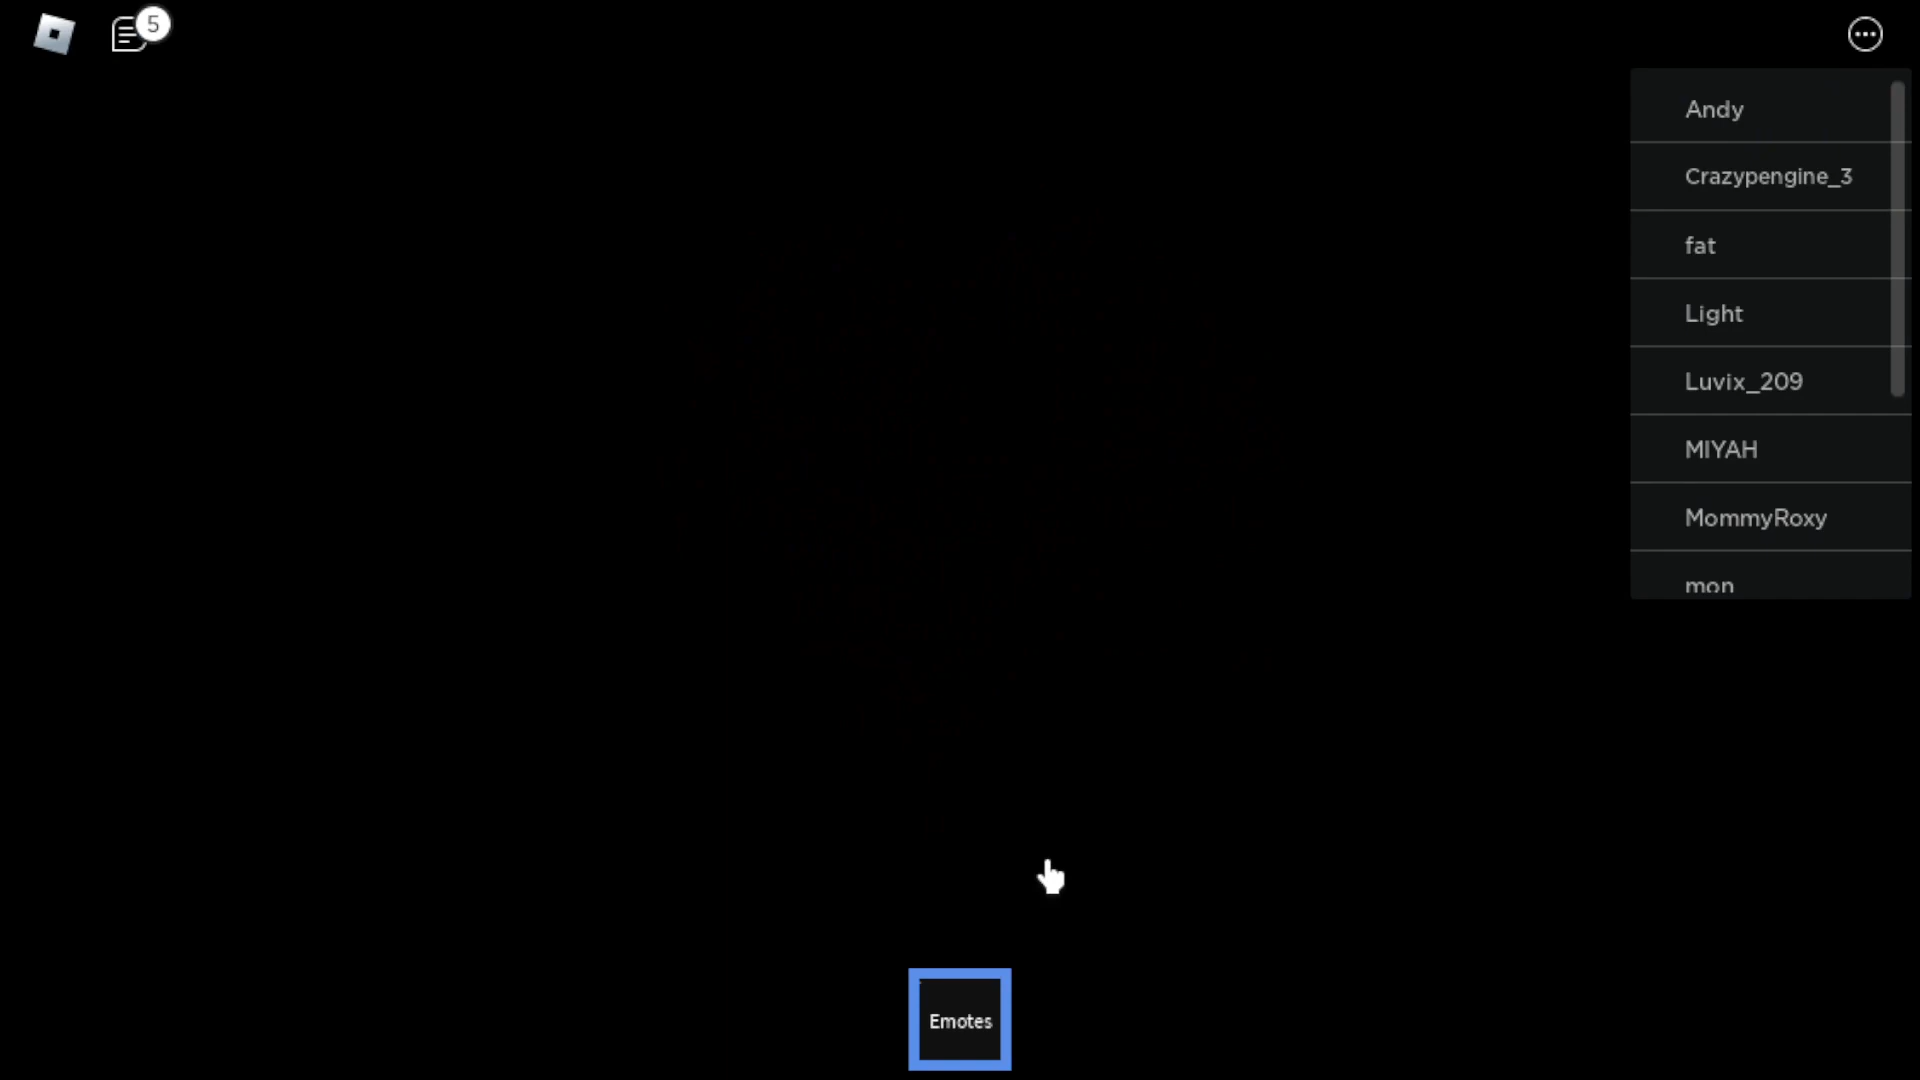 5
Andy
Crazypengine_3
fat
Light
Luvix_209
MIYAH
MommyRoxy
mon
Emotes